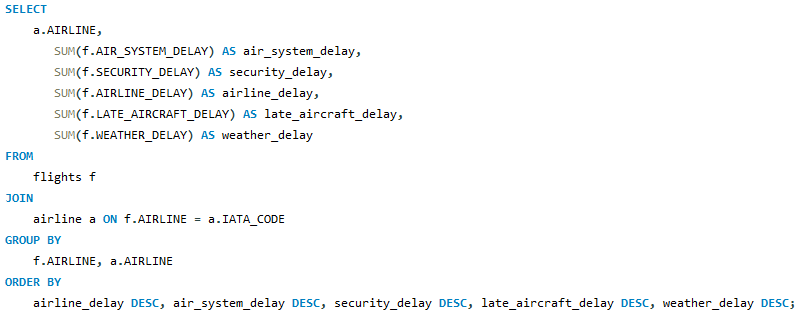 SELECT
a.AIRLINE,
SUM(f.AIR_SYSTEM_DELAY) AS air_system_delay,
SUM(f.SECURITY_DELAY) AS security_delay,
SUM(f.AIRLINE_DELAY) AS airline_delay,
SUM(f.LATE_AIRCRAFT_DELAY) AS late_aircraft_delay,
SUM(f.WEATHER_DELAY) AS weather_delay
FROM
flights f
JOIN
airline a ON f.AIRLINE = a.IATA_CODE
GROUP BY
f.AIRLINE, a.AIRLINE
ORDER BY
airline_delay DESC, air_system_delay DESC, security_delay DESC, late_aircraft_delay DESC, weather_delay DESC;